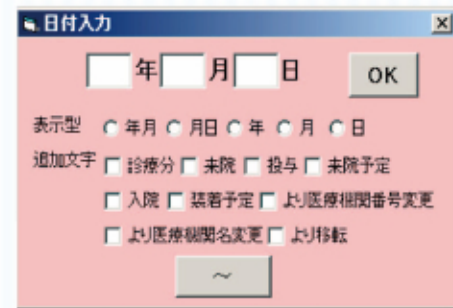 日付入力
年 月 日 OK
表示型 年月 月日 年 月 日
追加文字 診療分 来院 投与 来院予定
入院 装着予定 より医療機関番号変更
より医療機関名変更 より移転
～